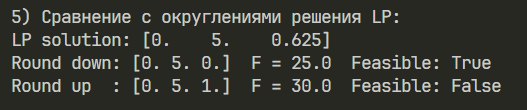 5) Сравнение с округлениями решения LP:
LP solution: [0.    5.    0.625]
Round down: [0. 5. 0.]  F = 25.0  Feasible: True
Round up  : [0. 5. 1.]  F = 30.0  Feasible: False